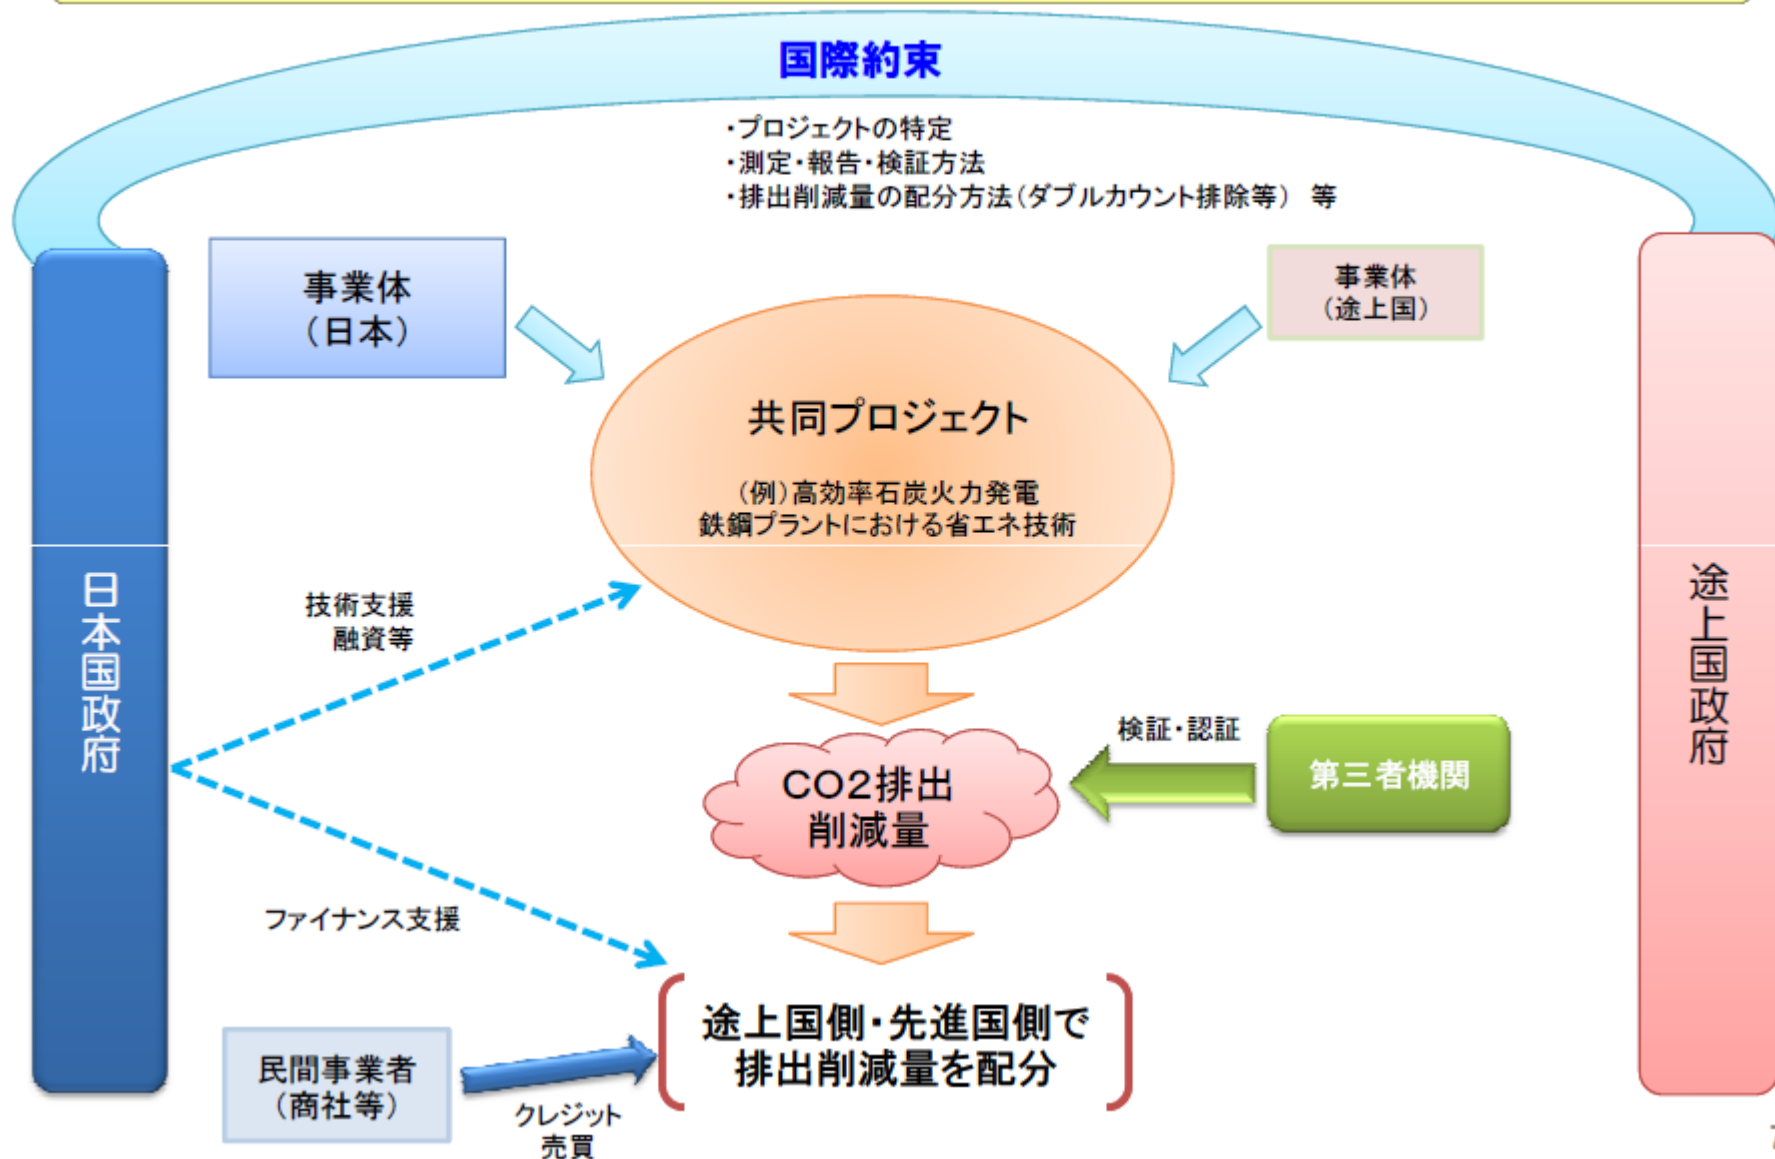 国際約束
・プロジェクトの特定
・測定・報告・検証方法
・排出削減量の配分方法（ダブルカウント排除等） 等
事業体
（日本）
事業体
（途上国）
共同プロジェクト
（例）高効率石炭火力発電
鉄鋼プラントにおける省エネ技術
日本国政府
途上国政府
技術支援
融資等
検証・認証
第三者機関
CO2排出
削減量
ファイナンス支援
途上国側・先進国側で
排出削減量を配分
民間事業者
（商社等）
クレジット
売買